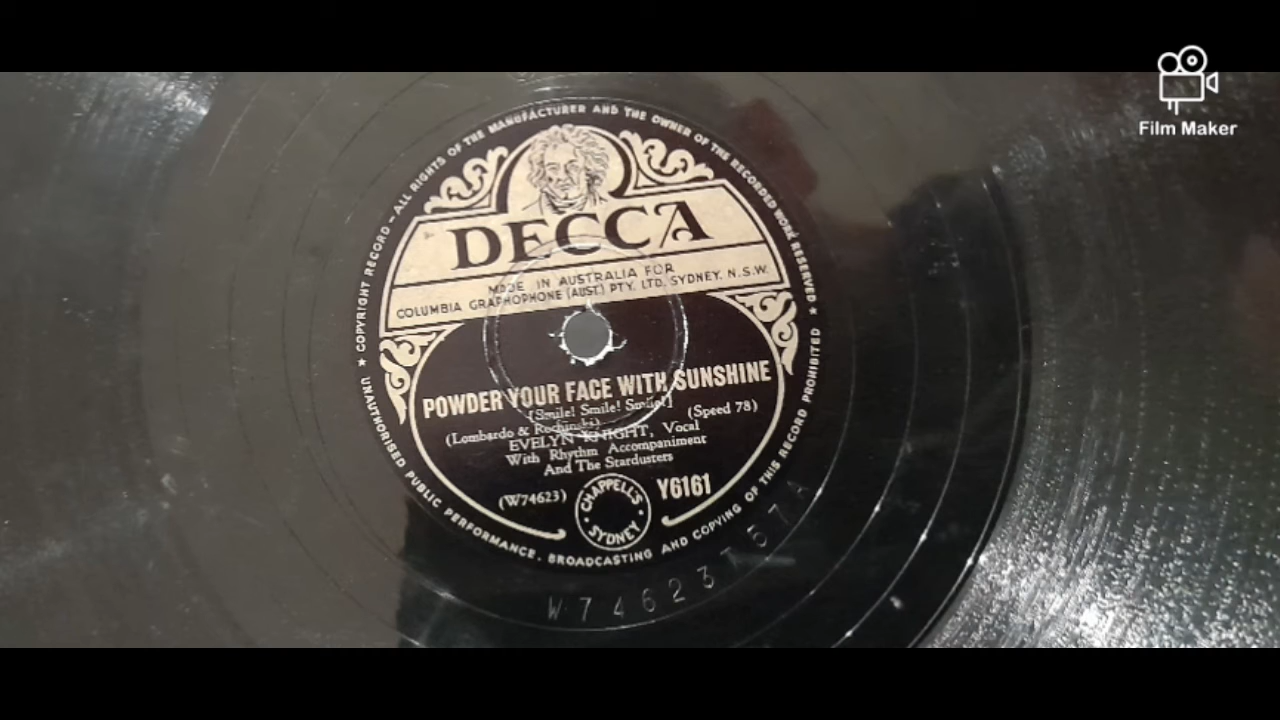 Film Maker
★ COPYRIGHT RECORD – ALL RIGHTS OF THE MANUFACTURER AND THE OWNER OF THE RECORDED WORK RESERVED ★
DECCA
MADE IN AUSTRALIA FOR
COLUMBIA GRAPHOPHONE (AUST.) PTY. LTD. SYDNEY. N.S.W.
POWDER YOUR FACE WITH SUNSHINE
[Smile! Smile! Smile!]
(Speed 78)
(Lombardo & Rochinski)
EVELYN KNIGHT, Vocal
With Rhythm Accompaniment
And The Stardusters
(W74623)
CHAPPELL'S
SYDNEY
Y6161
UNAUTHORISED PUBLIC PERFORMANCE. BROADCASTING AND COPYING OF THIS RECORD PROHIBITED
W74623